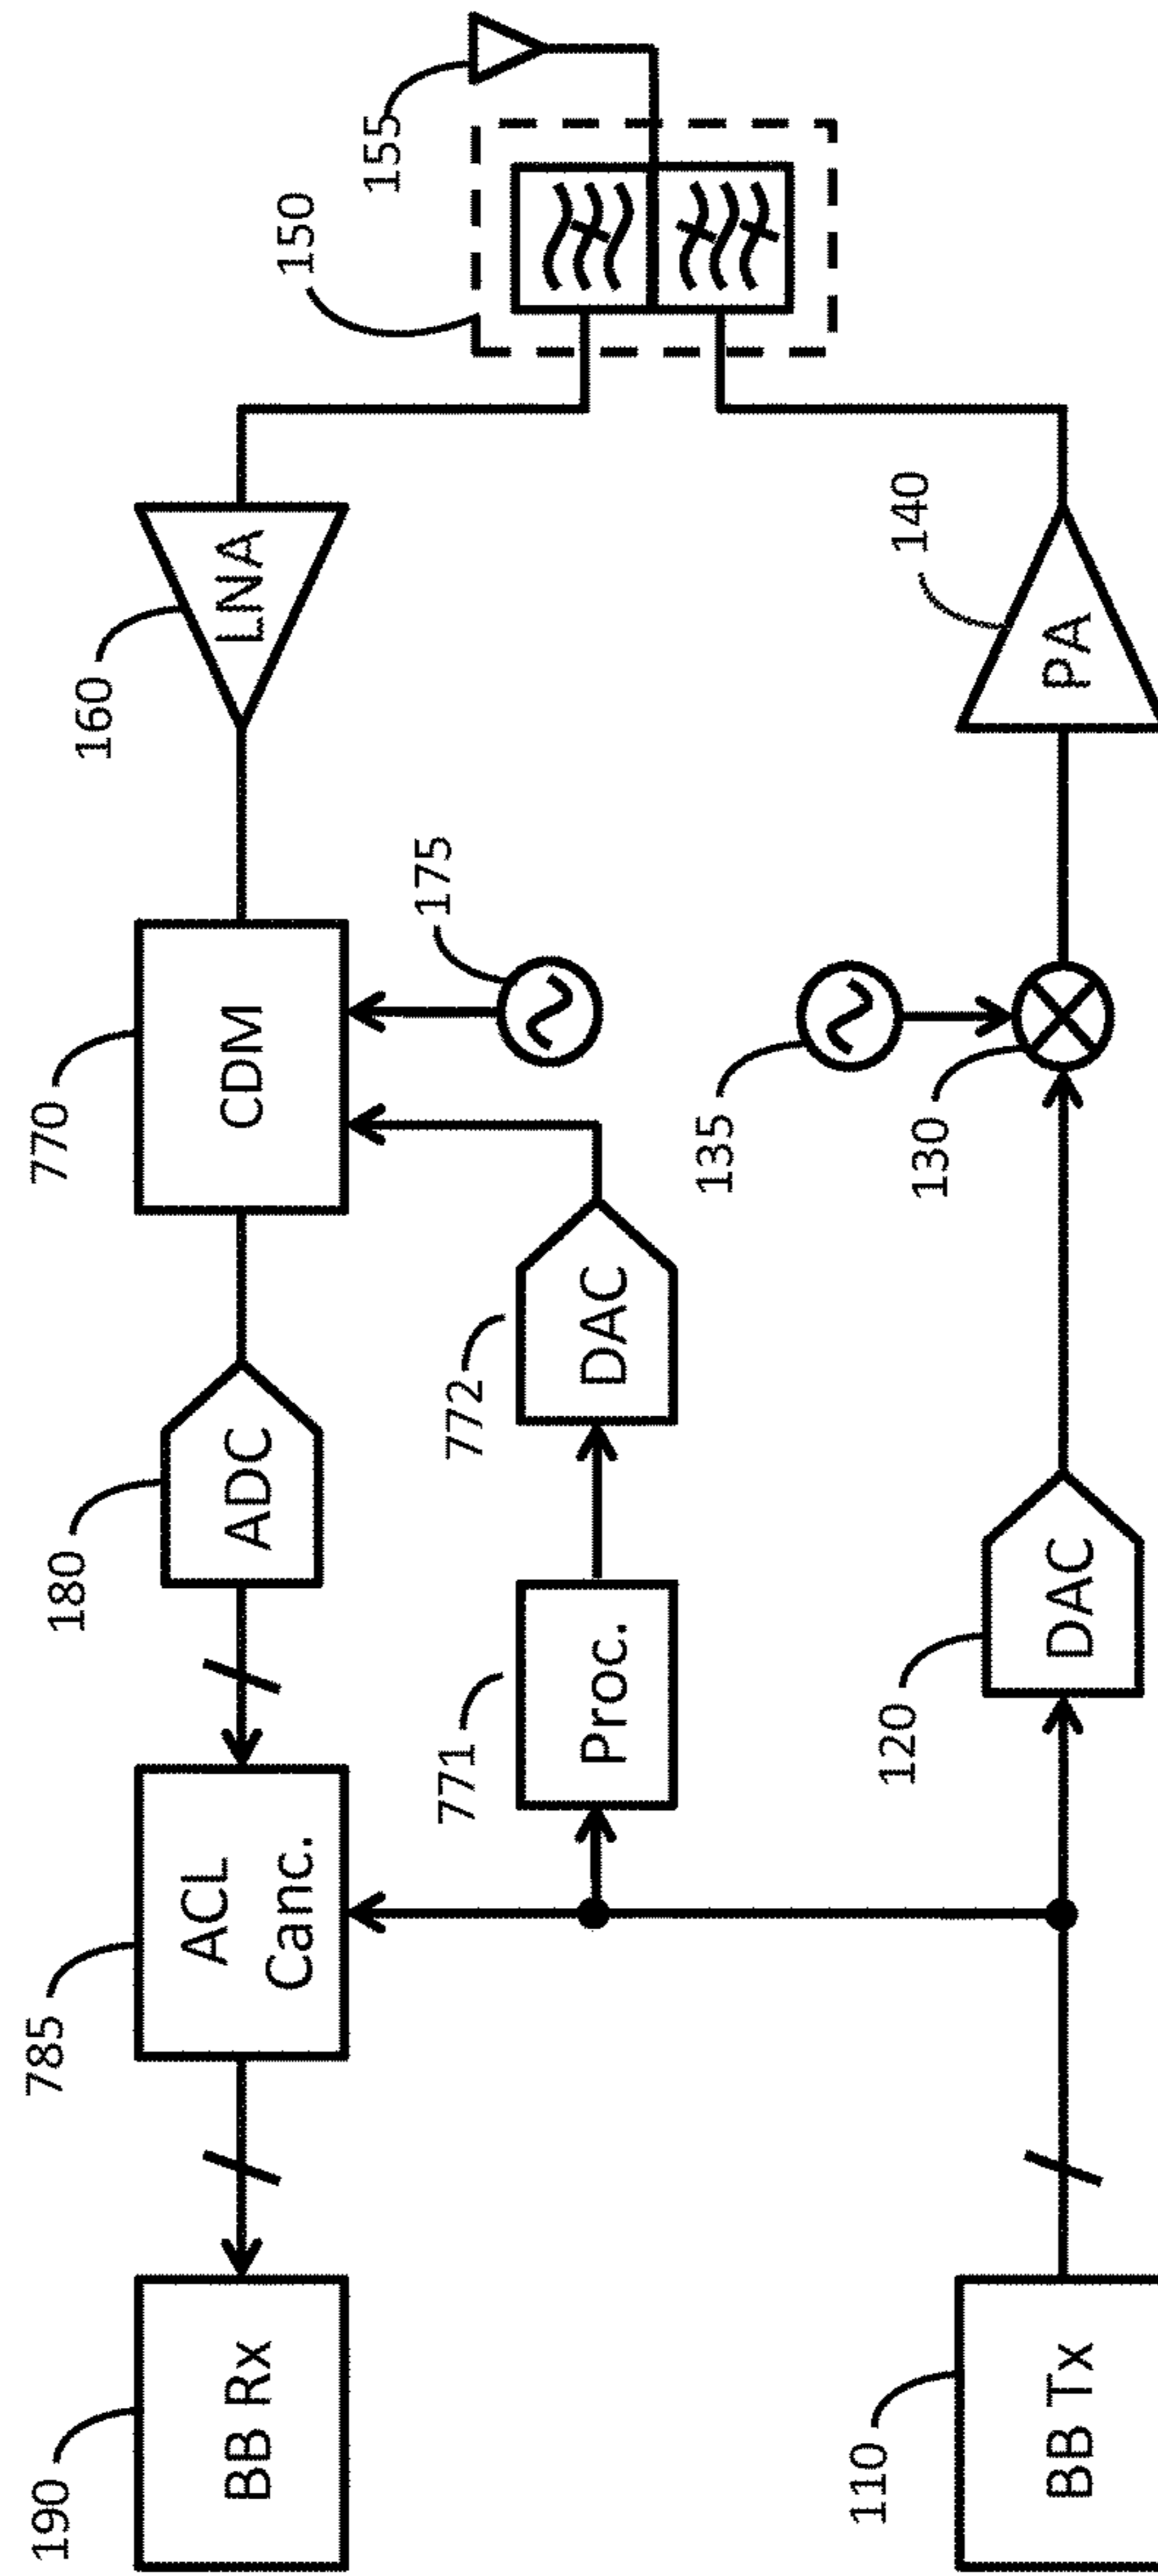 190
BB Rx
785
ACL
Canc.
180
ADC
770
CDM
160
LNA
150
155
771
Proc.
772
DAC
175
135
130
110
BB Tx
120
DAC
140
PA